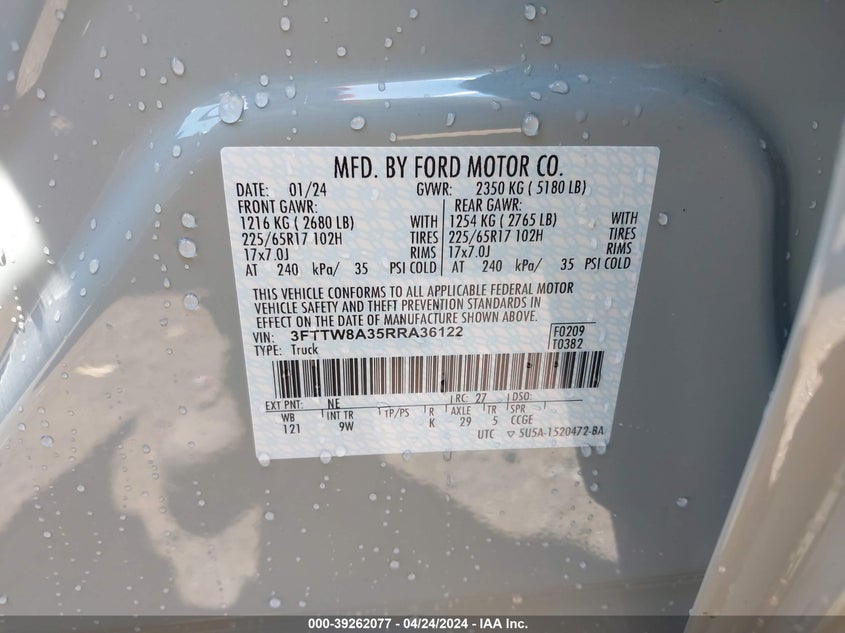 MFD. BY FORD MOTOR CO.
DATE: 01/24 GVWR: 2350 KG ( 5180 LB)
FRONT GAWR: REAR GAWR:
1216 KG ( 2680 LB) WITH 1254 KG ( 2765 LB) WITH
225/65R17 102H TIRES 225/65R17 102H TIRES
17x7.0J RIMS 17x7.0J RIMS
AT 240 kPa/ 35 PSI COLD AT 240 kPa/ 35 PSI COLD
THIS VEHICLE CONFORMS TO ALL APPLICABLE FEDERAL MOTOR
VEHICLE SAFETY AND THEFT PREVENTION STANDARDS IN
EFFECT ON THE DATE OF MANUFACTURE SHOWN ABOVE.
VIN: 3FTTW8A35RRA36122 F0209
TYPE: Truck T0382
EXT PNT: NE RC: 27 DSO:
WB INT TR TP/PS R AXLE TR SPR
121 9W K 29 5 CCGE
UTC ▽ 5U5A-1520472-BA
000-39262077 - 04/24/2024 - IAA Inc.